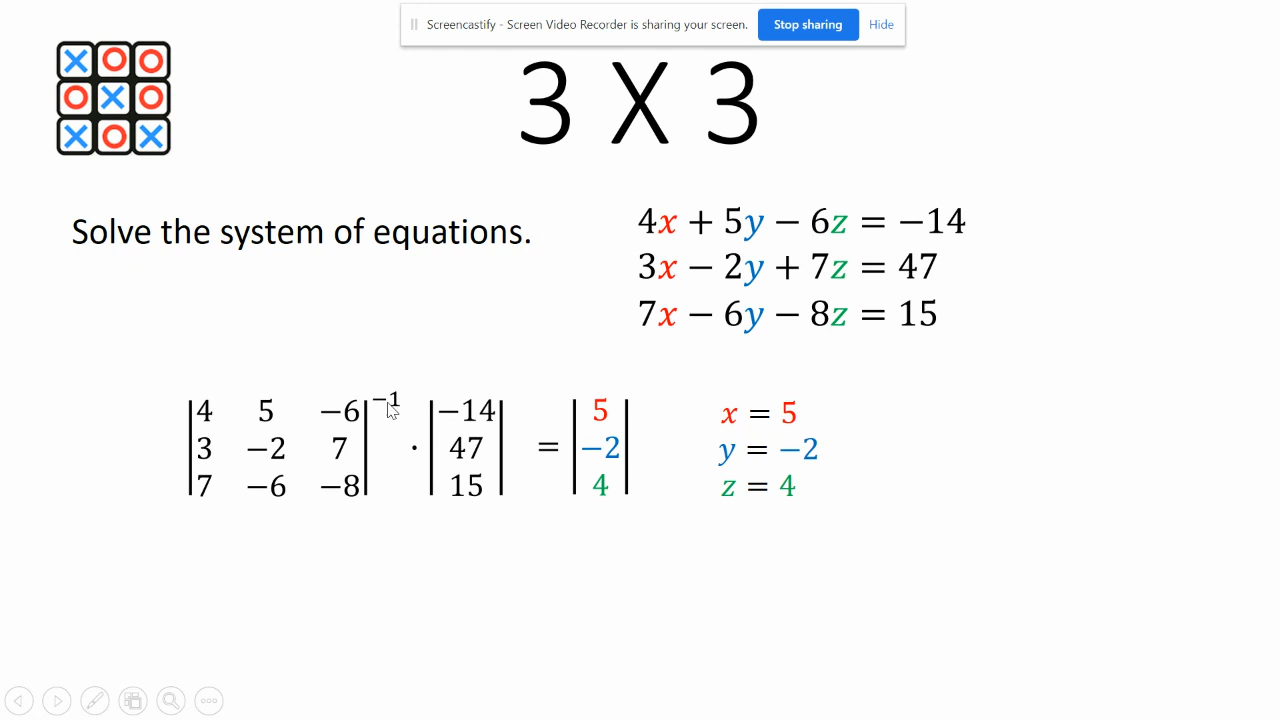 Screencastify - Screen Video Recorder is sharing your screen. Stop sharing Hide
X O O
O X O
X O X
3 X 3
Solve the system of equations.
4x + 5y − 6z = −14
3x − 2y + 7z = 47
7x − 6y − 8z = 15
|4 5 −6|⁻¹ |−14| |5| x = 5
|3 −2 7| · |47| = |−2| y = −2
|7 −6 −8| |15| |4| z = 4